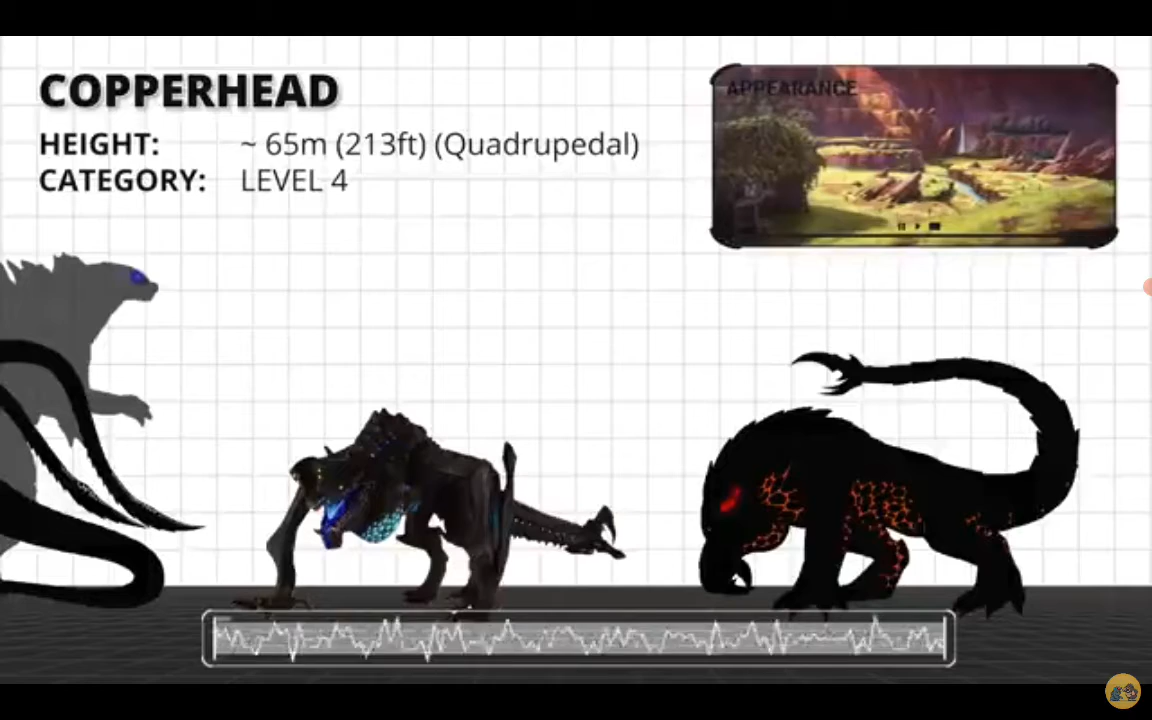 COPPERHEAD
HEIGHT: ~ 65m (213ft) (Quadrupedal)
CATEGORY: LEVEL 4
APPEARANCE